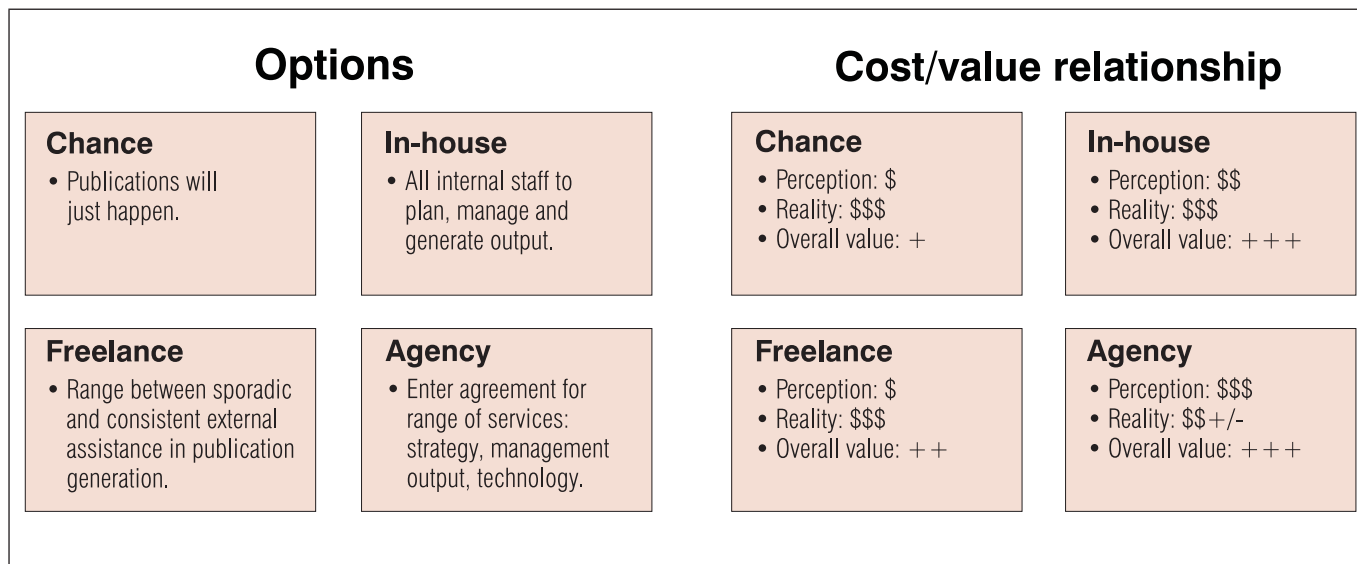 Options
Chance
• Publications will
just happen.
In-house
• All internal staff to
plan, manage and
generate output.
Freelance
• Range between sporadic
and consistent external
assistance in publication
generation.
Agency
• Enter agreement for
range of services:
strategy, management
output, technology.
Cost/value relationship
Chance
• Perception: $
• Reality: $$$
• Overall value: +
In-house
• Perception: $$
• Reality: $$$
• Overall value: +++
Freelance
• Perception: $
• Reality: $$$
• Overall value: ++
Agency
• Perception: $$$
• Reality: $$+/-
• Overall value: +++